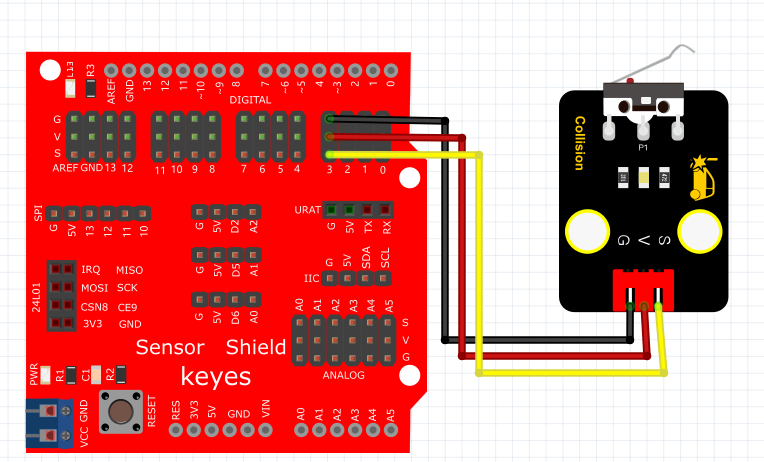 L13
R3
AREF GND 13 12 11 ~10 ~9 8 7 ~6 ~5 4 ~3 2 1 0
DIGITAL
G
V
S
AREF GND 13 12 11 10 9 8 7 6 5 4 3 2 1 0
SPI
G 5V 13 12 11 10
G 5V D2 A2
G 5V D5 A1
G 5V D6 A0
URAT
G 5V TX RX
IIC
G 5V SDA SCL
24L01
IRQ MISO
MOSI SCK
CSN8 CE9
3V3 GND
A0 A1 A2 A3 A4 A5
S
V
G
ANALOG
Sensor Shield
keyes
PWR R1 C1 R2
VCC GND
RESET
RES 3V3 5V GND VIN
A0 A1 A2 A3 A4 A5
Collision
P1
G V S